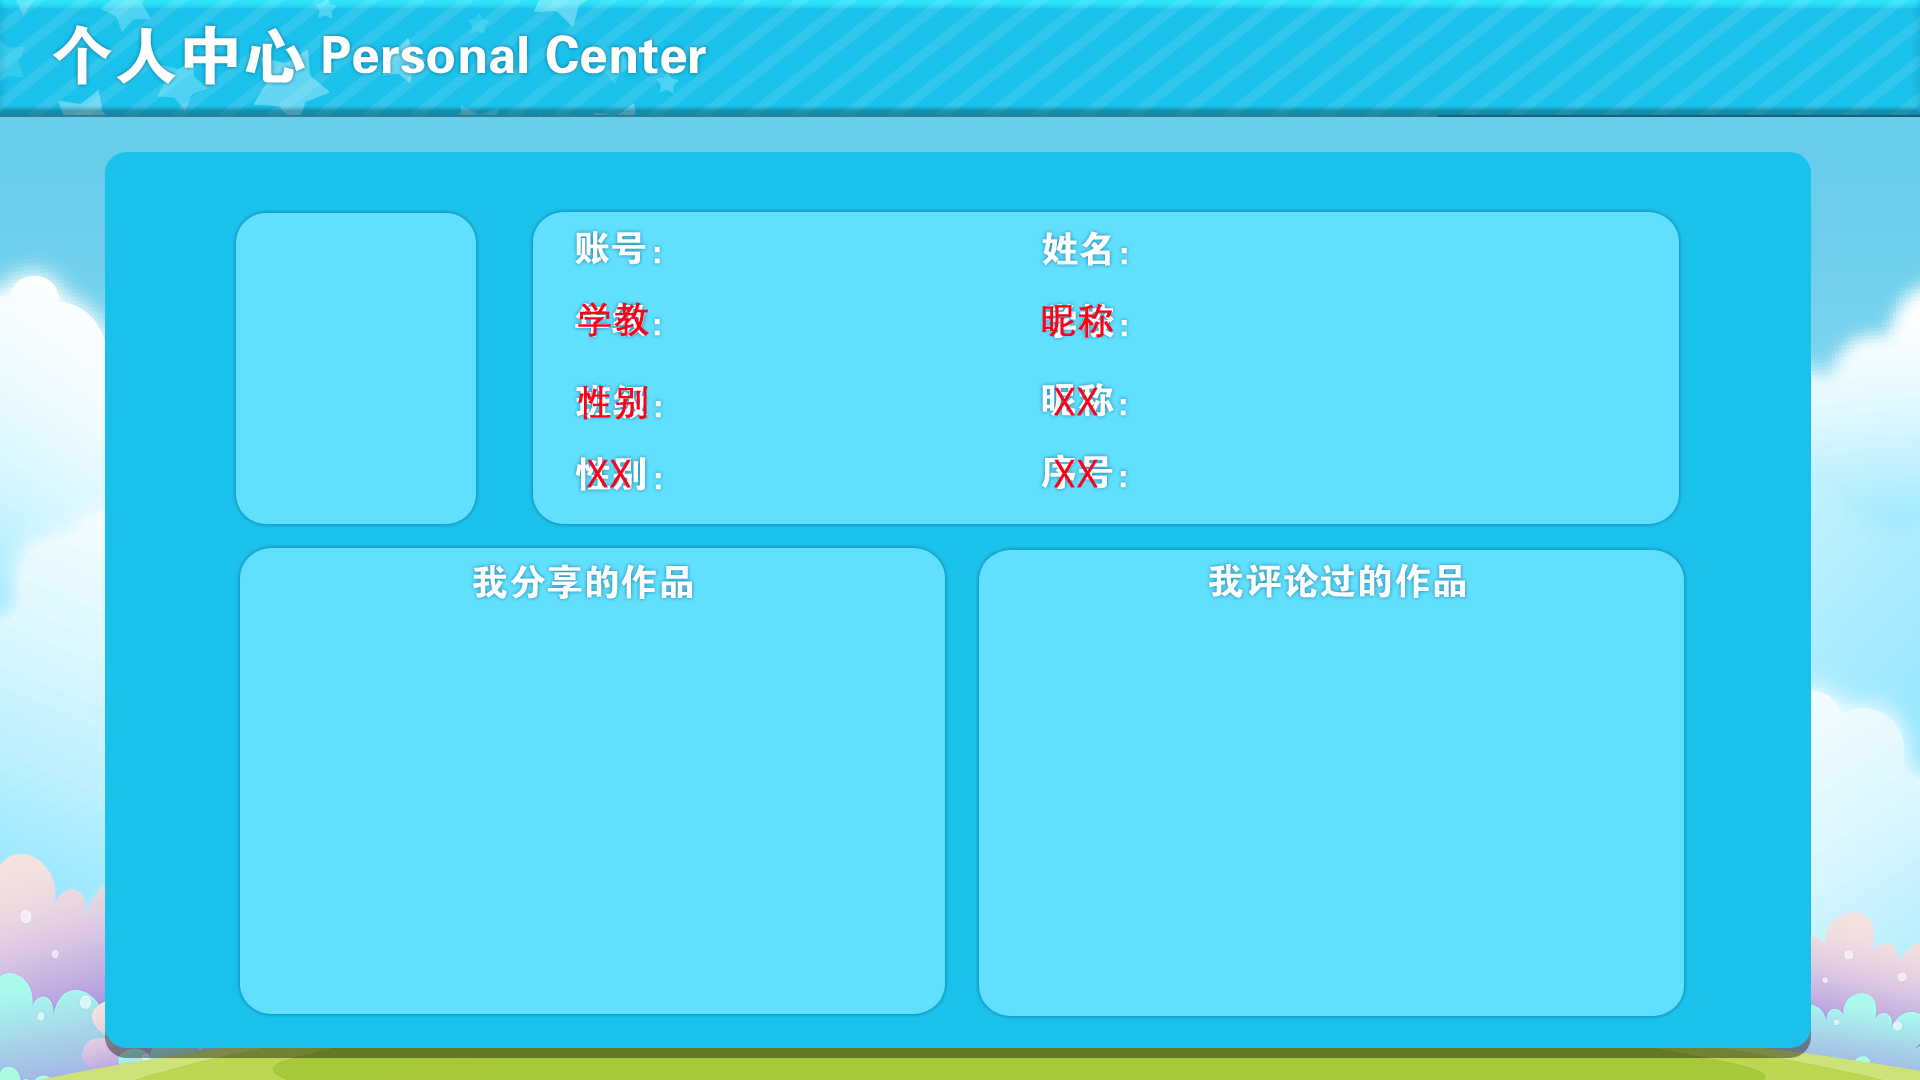 个人中心 Personal Center
账号: 姓名:
学教: 昵称:
性别: 昵称: XX
性别: XX 序号: XX
我分享的作品 我评论过的作品